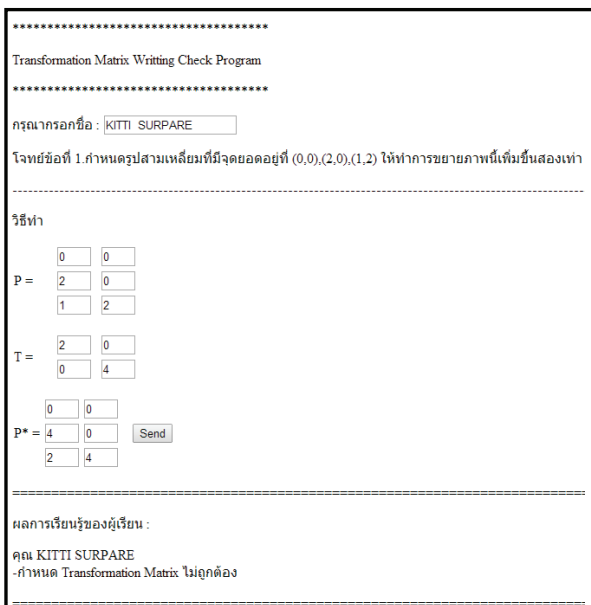 *************************************
Transformation Matrix Writting Check Program
*************************************
กรุณากรอกชื่อ : KITTI SURPARE
โจทย์ข้อที่ 1.กำหนดรูปสามเหลี่ยมที่มีจุดยอดอยู่ที่ (0,0),(2,0),(1,2) ให้ทำการขยายภาพนี้เพิ่มขึ้นสองเท่า
วิธีทำ
0 0
P = 2 0
1 2
2 0
T =
0 4
0 0
P* = 4 0 Send
2 4
ผลการเรียนรู้ของผู้เรียน :
คุณ KITTI SURPARE
-กำหนด Transformation Matrix ไม่ถูกต้อง